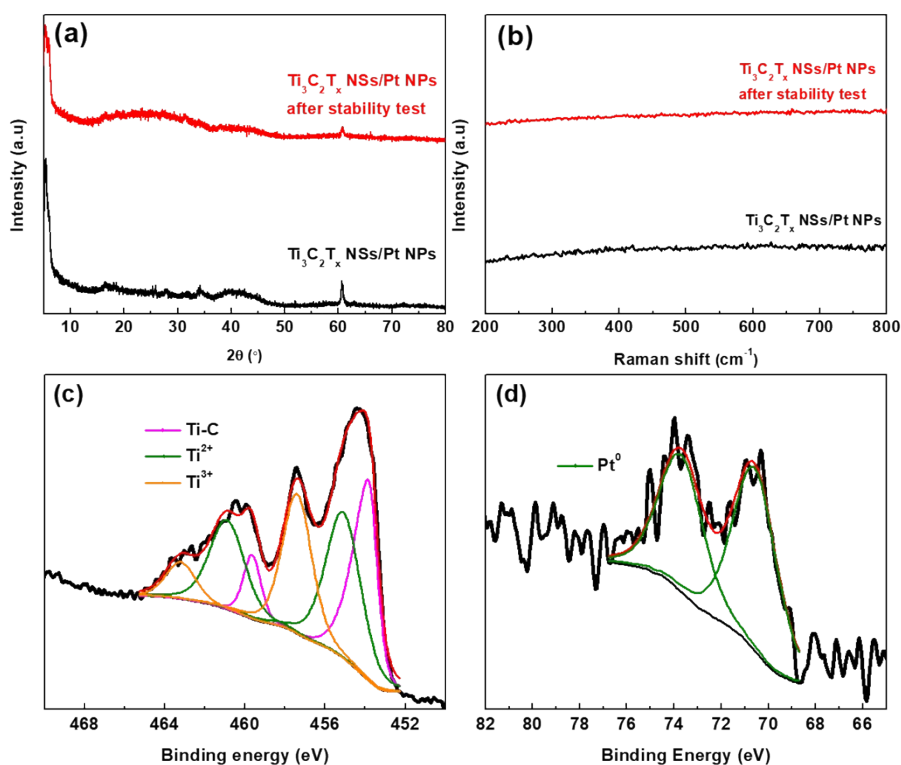 (a)
Ti₃C₂Tₓ NSs/Pt NPs
after stability test
Ti₃C₂Tₓ NSs/Pt NPs
Intensity (a.u)
10 20 30 40 50 60 70 80
2θ (°)
(b)
Ti₃C₂Tₓ NSs/Pt NPs
after stability test
Ti₃C₂Tₓ NSs/Pt NPs
Intensity (a.u)
200 300 400 500 600 700 800
Raman shift (cm⁻¹)
(c)
Ti-C
Ti²⁺
Ti³⁺
Intensity (a.u)
468 464 460 456 452
Binding energy (eV)
(d)
Pt⁰
Intensity (a.u)
82 80 78 76 74 72 70 68 66
Binding Energy (eV)